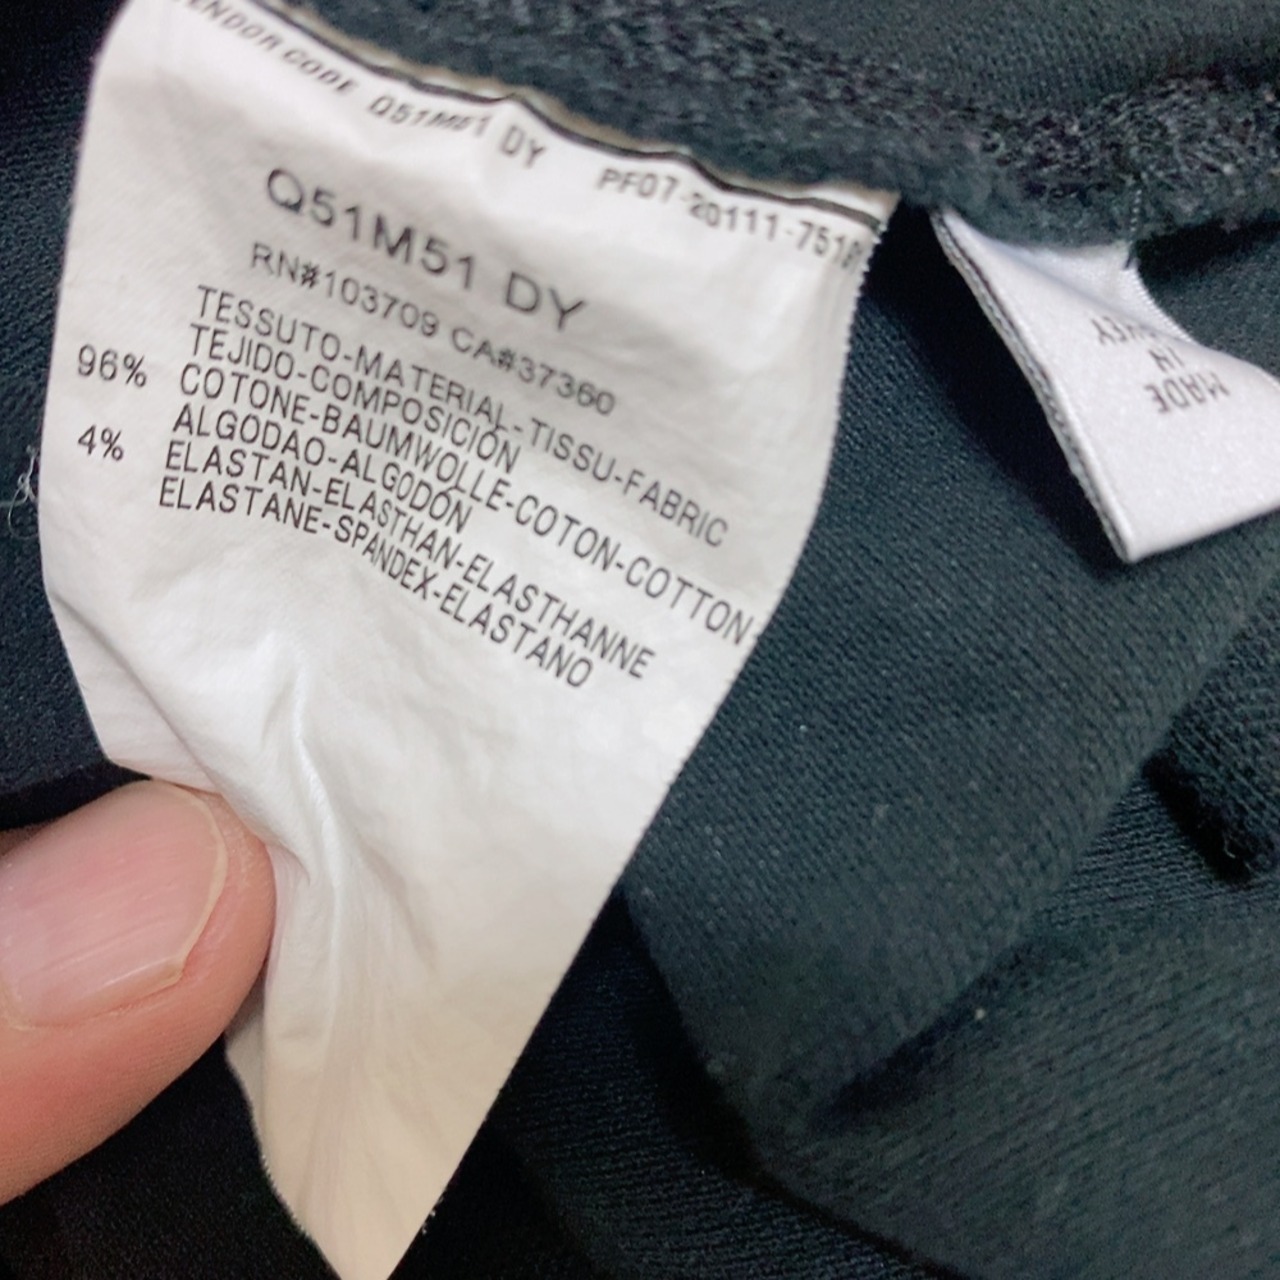 VENDOR CODE Q51M51 DY PF07-20111-7518
Q51M51 DY
RN#103709 CA#37360
TESSUTO-MATERIAL-TISSU-FABRIC
TEJIDO-COMPOSICIÓN
96% COTONE-BAUMWOLLE-COTON-COTTON-
ALGODAO-ALGODÓN
4% ELASTAN-ELASTHAN-ELASTHANNE
ELASTANE-SPANDEX-ELASTANO
MADE
IN